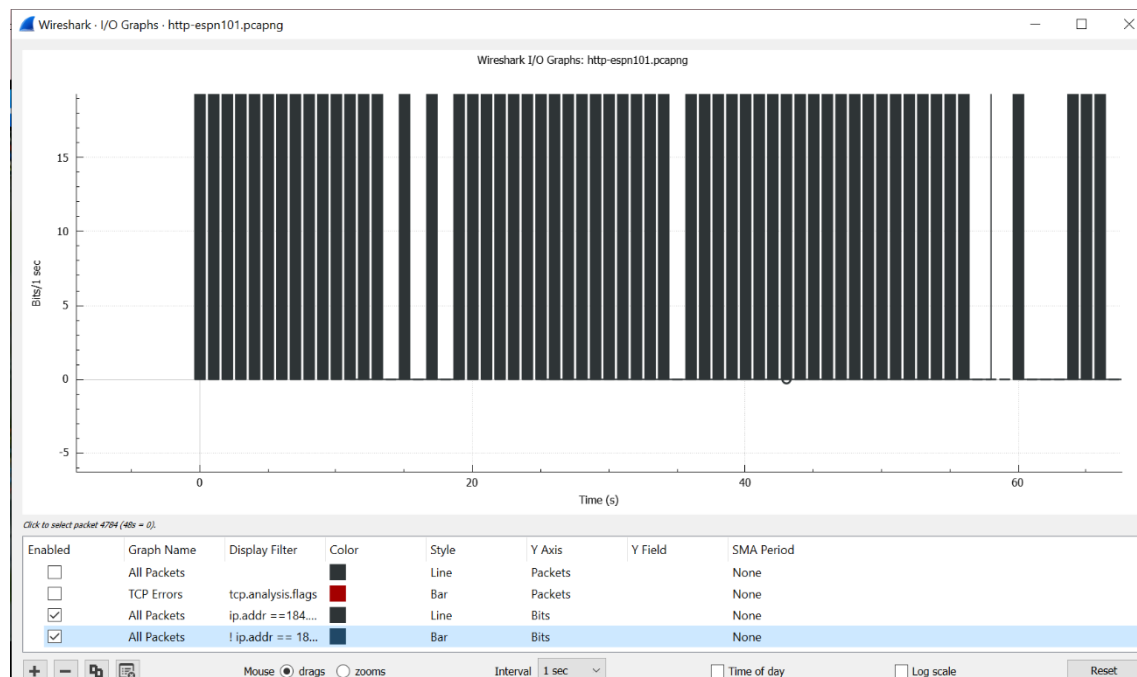 Wireshark · I/O Graphs · http-espn101.pcapng
Wireshark I/O Graphs: http-espn101.pcapng
15
10
5
0
-5
Bits/1 sec
0 20 40 60
Time (s)
Click to select packet 4784 (48s = 0).
Enabled Graph Name Display Filter Color Style Y Axis Y Field SMA Period
All Packets Line Packets None
TCP Errors tcp.analysis.flags Bar Packets None
All Packets ip.addr ==184.... Line Bits None
All Packets ! ip.addr == 18... Bar Bits None
Mouse drags zooms Interval 1 sec Time of day Log scale Reset